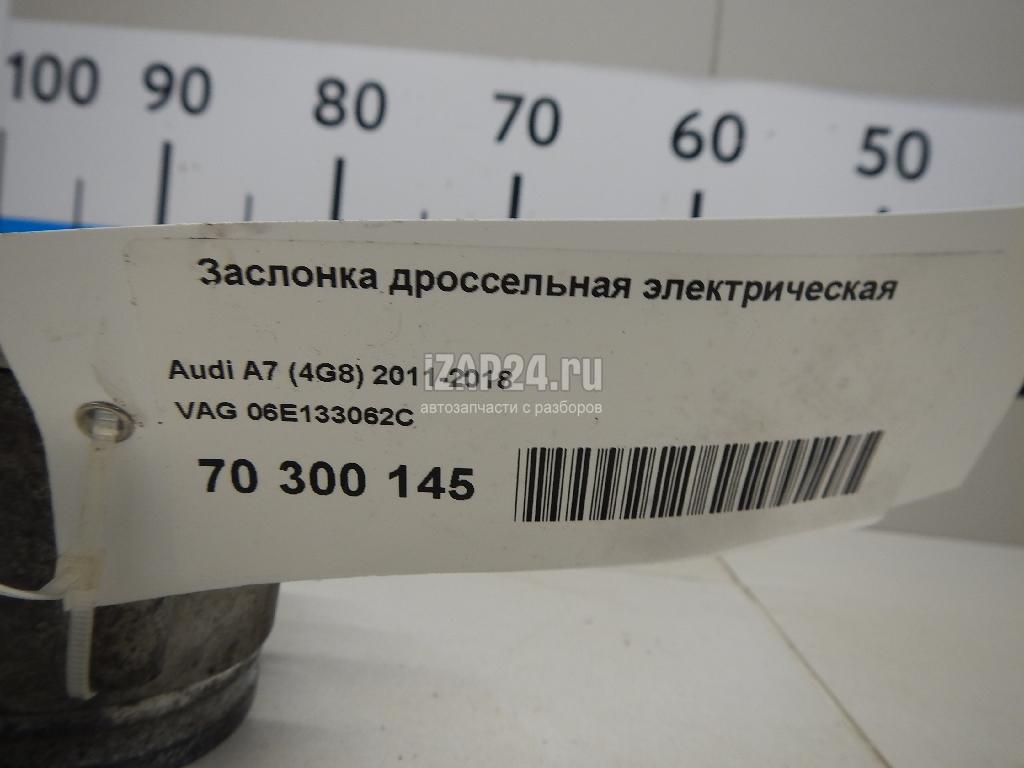 100 90 80 70 60 50
Заслонка дроссельная электрическая
Audi A7 (4G8) 2011-2018
iZAP24.ru
автозапчасти с разборов
VAG 06E133062C
70 300 145